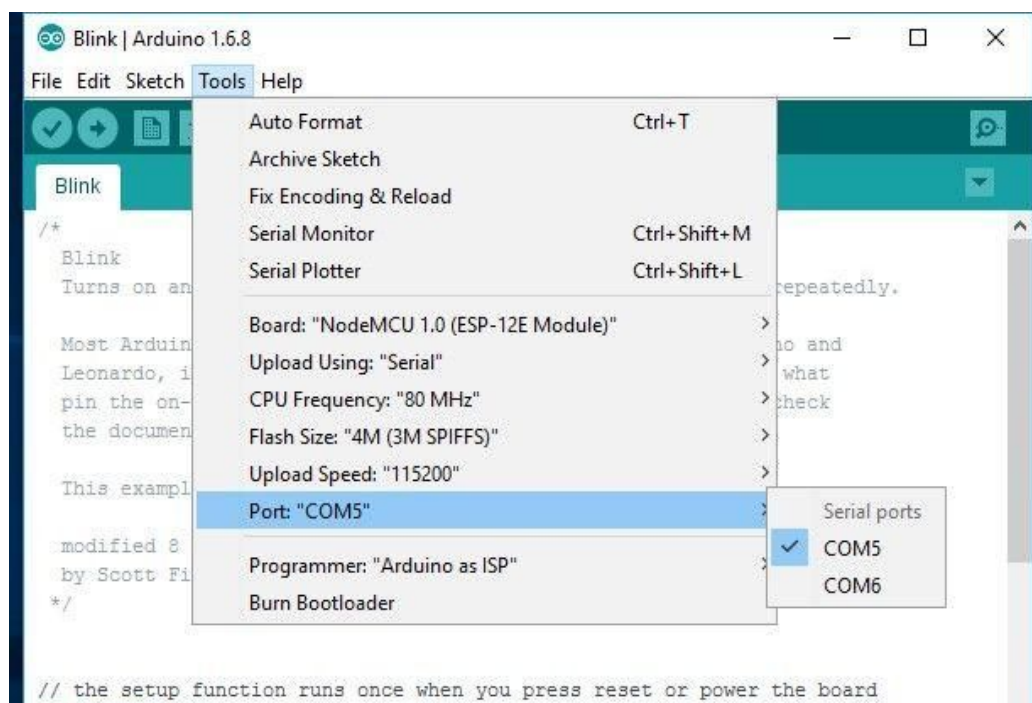 Blink | Arduino 1.6.8
File Edit Sketch Tools Help
Auto Format Ctrl+T
Archive Sketch
Fix Encoding & Reload
Serial Monitor Ctrl+Shift+M
Serial Plotter Ctrl+Shift+L
Board: "NodeMCU 1.0 (ESP-12E Module)"
Upload Using: "Serial"
CPU Frequency: "80 MHz"
Flash Size: "4M (3M SPIFFS)"
Upload Speed: "115200"
Port: "COM5"
Programmer: "Arduino as ISP"
Burn Bootloader
Serial ports
COM5
COM6
Blink
/*
Blink
Turns on an repeatedly.
Most Arduin no and
Leonardo, i what
pin the on- check
the documen
This exampl
modified 8
by Scott Fi
*/
// the setup function runs once when you press reset or power the board